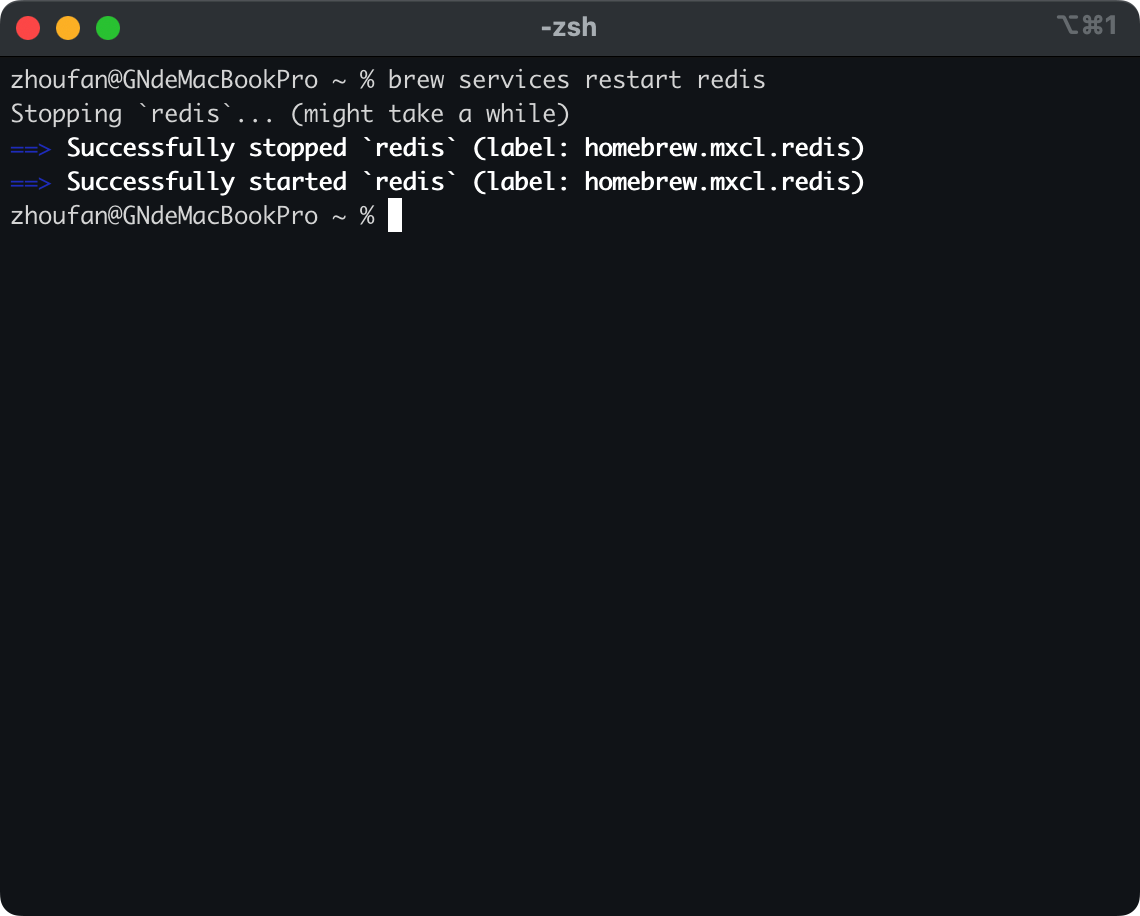 -zsh
⌥⌘1
zhoufan@GNdeMacBookPro ~ % brew services restart redis
Stopping `redis`... (might take a while)
==> Successfully stopped `redis` (label: homebrew.mxcl.redis)
==> Successfully started `redis` (label: homebrew.mxcl.redis)
zhoufan@GNdeMacBookPro ~ %